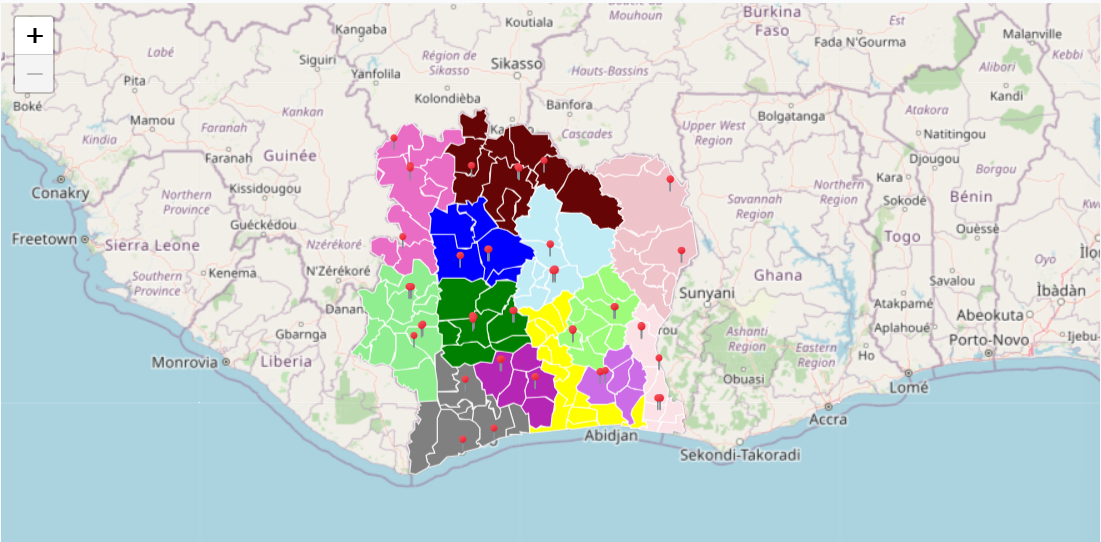 +
−
Koutiala
Mouhoun
Burkina
Faso
Fada N'Gourma
Est
Malanville
Kebbi
Kangaba
Labé
Siguiri
Région de
Sikasso
Sikasso
Hauts-Bassins
Alibori
Kandi
Pita
Yanfolila
Boké
Mamou
Kankan
Kolondièba
Banfora
Bolgatanga
Atakora
Natitingou
Kindia
Faranah
Cascades
Upper West
Region
Faranah
Guinée
Djougou
Borgou
Conakry
Kissidougou
Kara
Bénin
Northern
Province
Northern
Region
Savannah
Region
Sokodé
Guéckédou
Ouèssè
Freetown
Sierra Leone
Nzérékoré
Togo
Oyo
Kenema
N'Zérékoré
Ghana
Savalou
Southern
Province
Sunyani
Ìbàdàn
Danan
Atakpamé
Abeokuta
Gbarnga
rou
Ashanti
Region
Aplahoué
Ijebu-
Eastern
Region
Porto-Novo
Monrovia
Liberia
Ho
Obuasi
Lomé
Accra
Abidjan
Sekondi-Takoradi